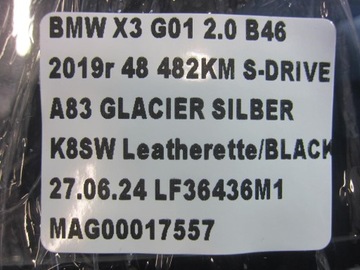 BMW X3 G01 2.0 B46
2019r 48 482KM S-DRIVE
A83 GLACIER SILBER
K8SW Leatherette/BLACK
27.06.24 LF36436M1
MAG00017557